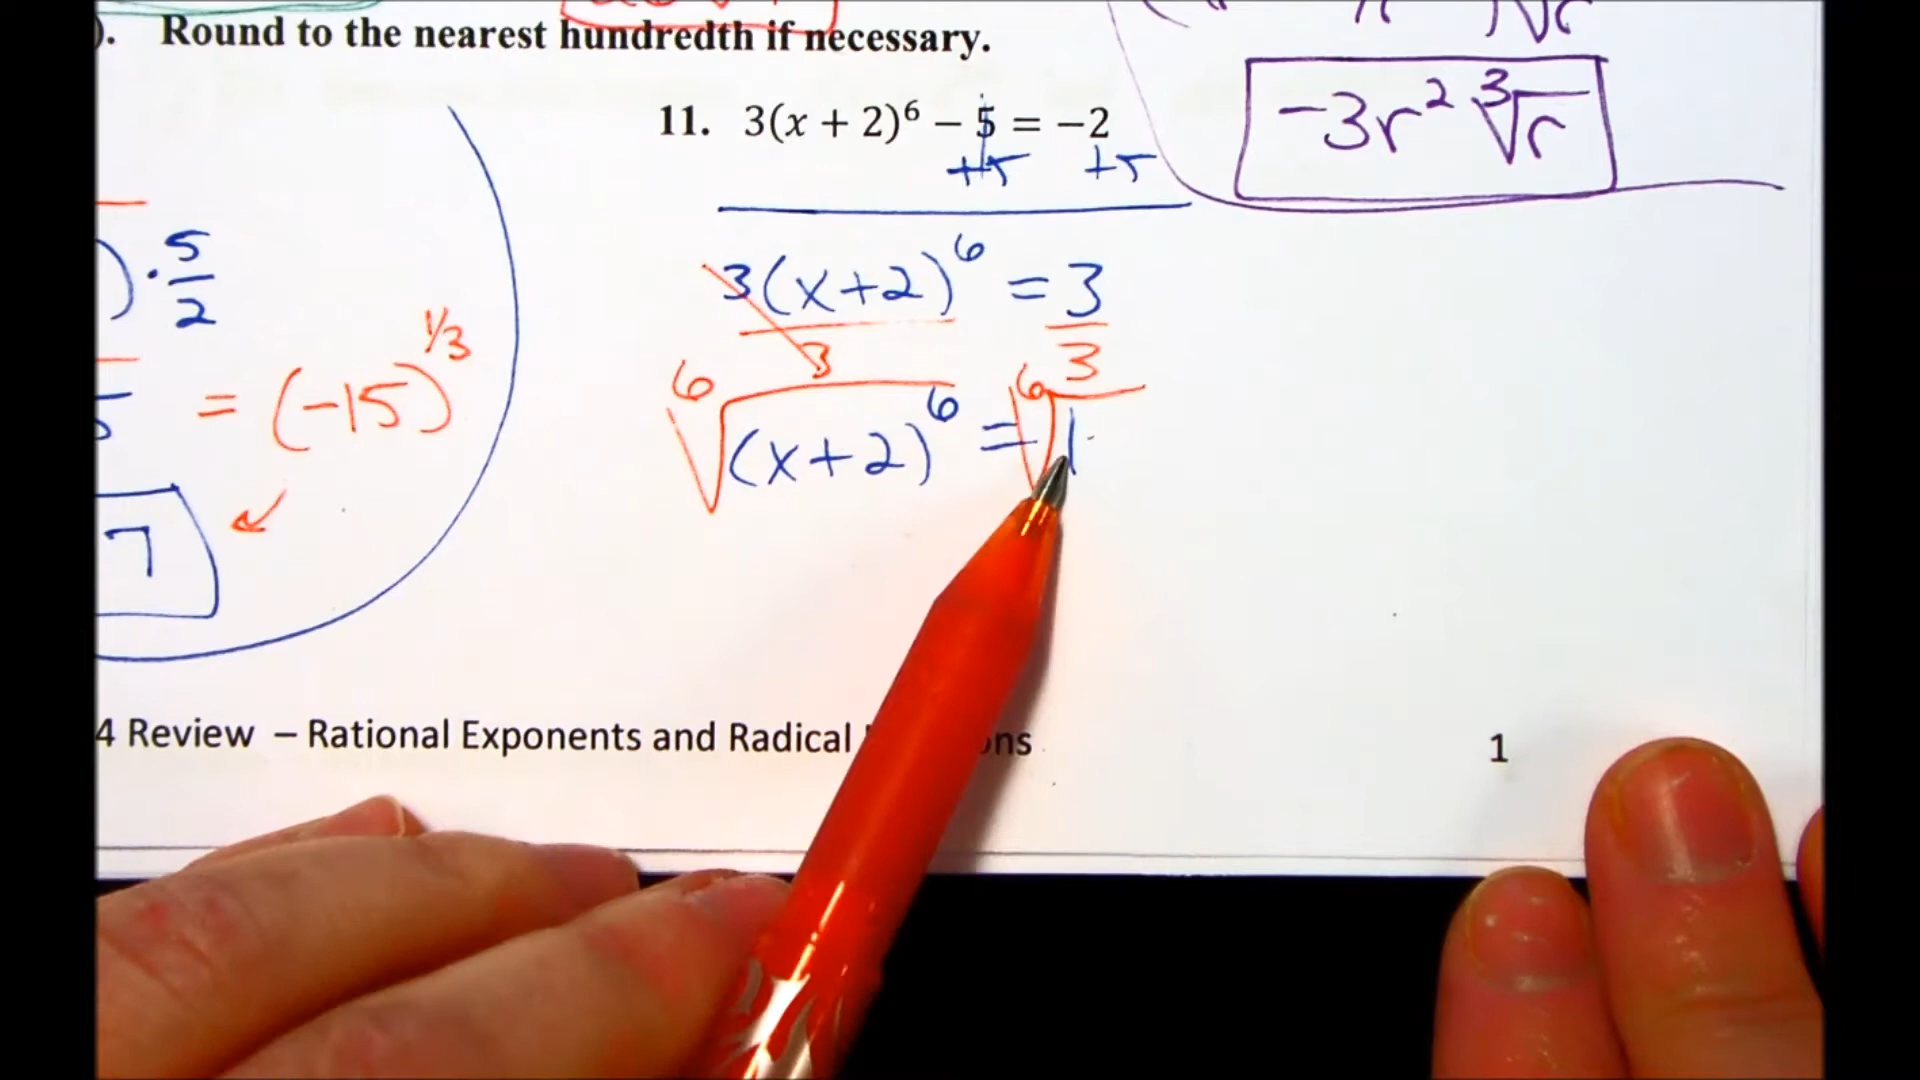 ). Round to the nearest hundredth if necessary.
11. 3(x + 2)⁶ − 5 = −2
+5 +5
3(x+2)⁶ = 3
3 3
⁶√(x+2)⁶ = ⁶√1
) · 5/2
= (-15)^1/3
7
-3r² ³√r
4 Review – Rational Exponents and Radical
1